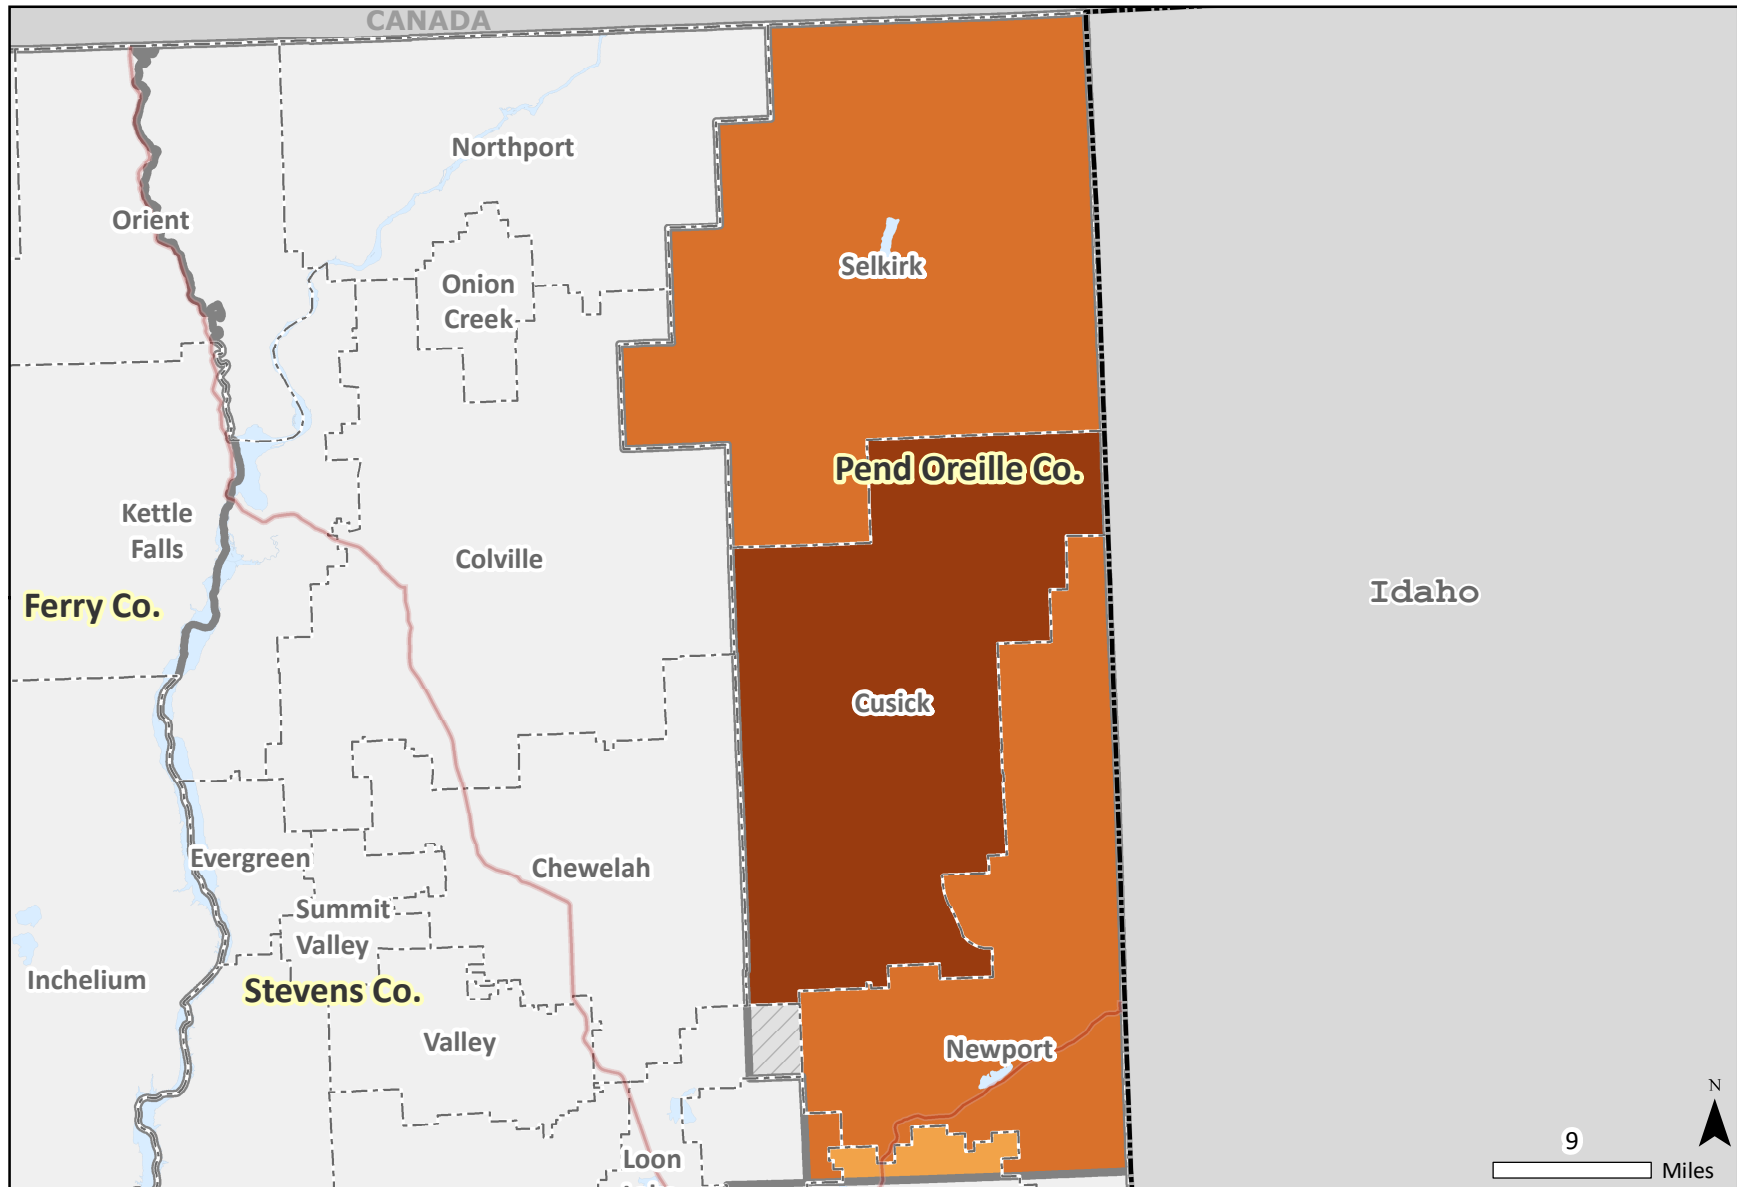 CANADA
Northport
Orient
Selkirk
Onion
Creek
Pend Oreille Co.
Kettle
Falls
Colville
Idaho
Ferry Co.
Cusick
Evergreen
Chewelah
Summit
Valley
Inchelium
Stevens Co.
Valley
Newport
N
9
Loon
Miles